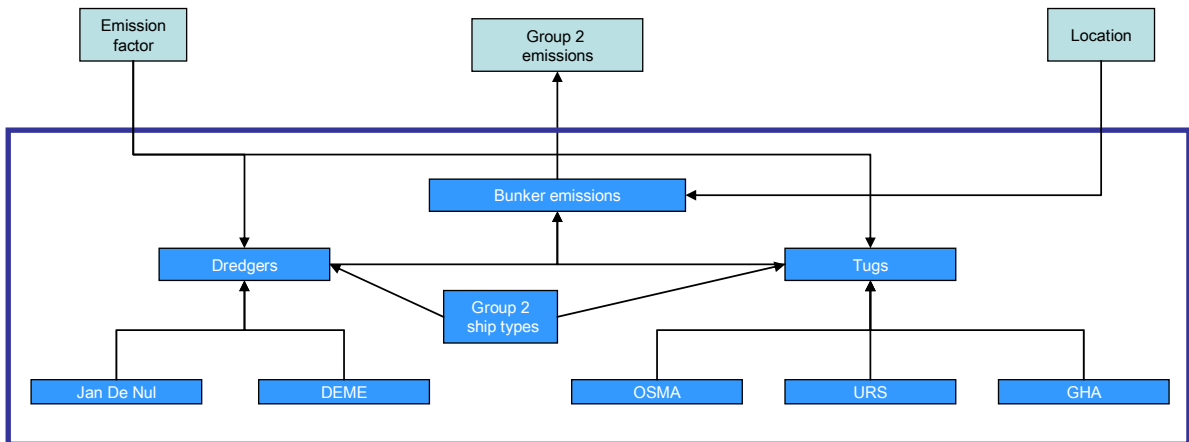 Emission
factor
Group 2
emissions
Location
Bunker emissions
Dredgers
Tugs
Group 2
ship types
Jan De Nul
DEME
OSMA
URS
GHA